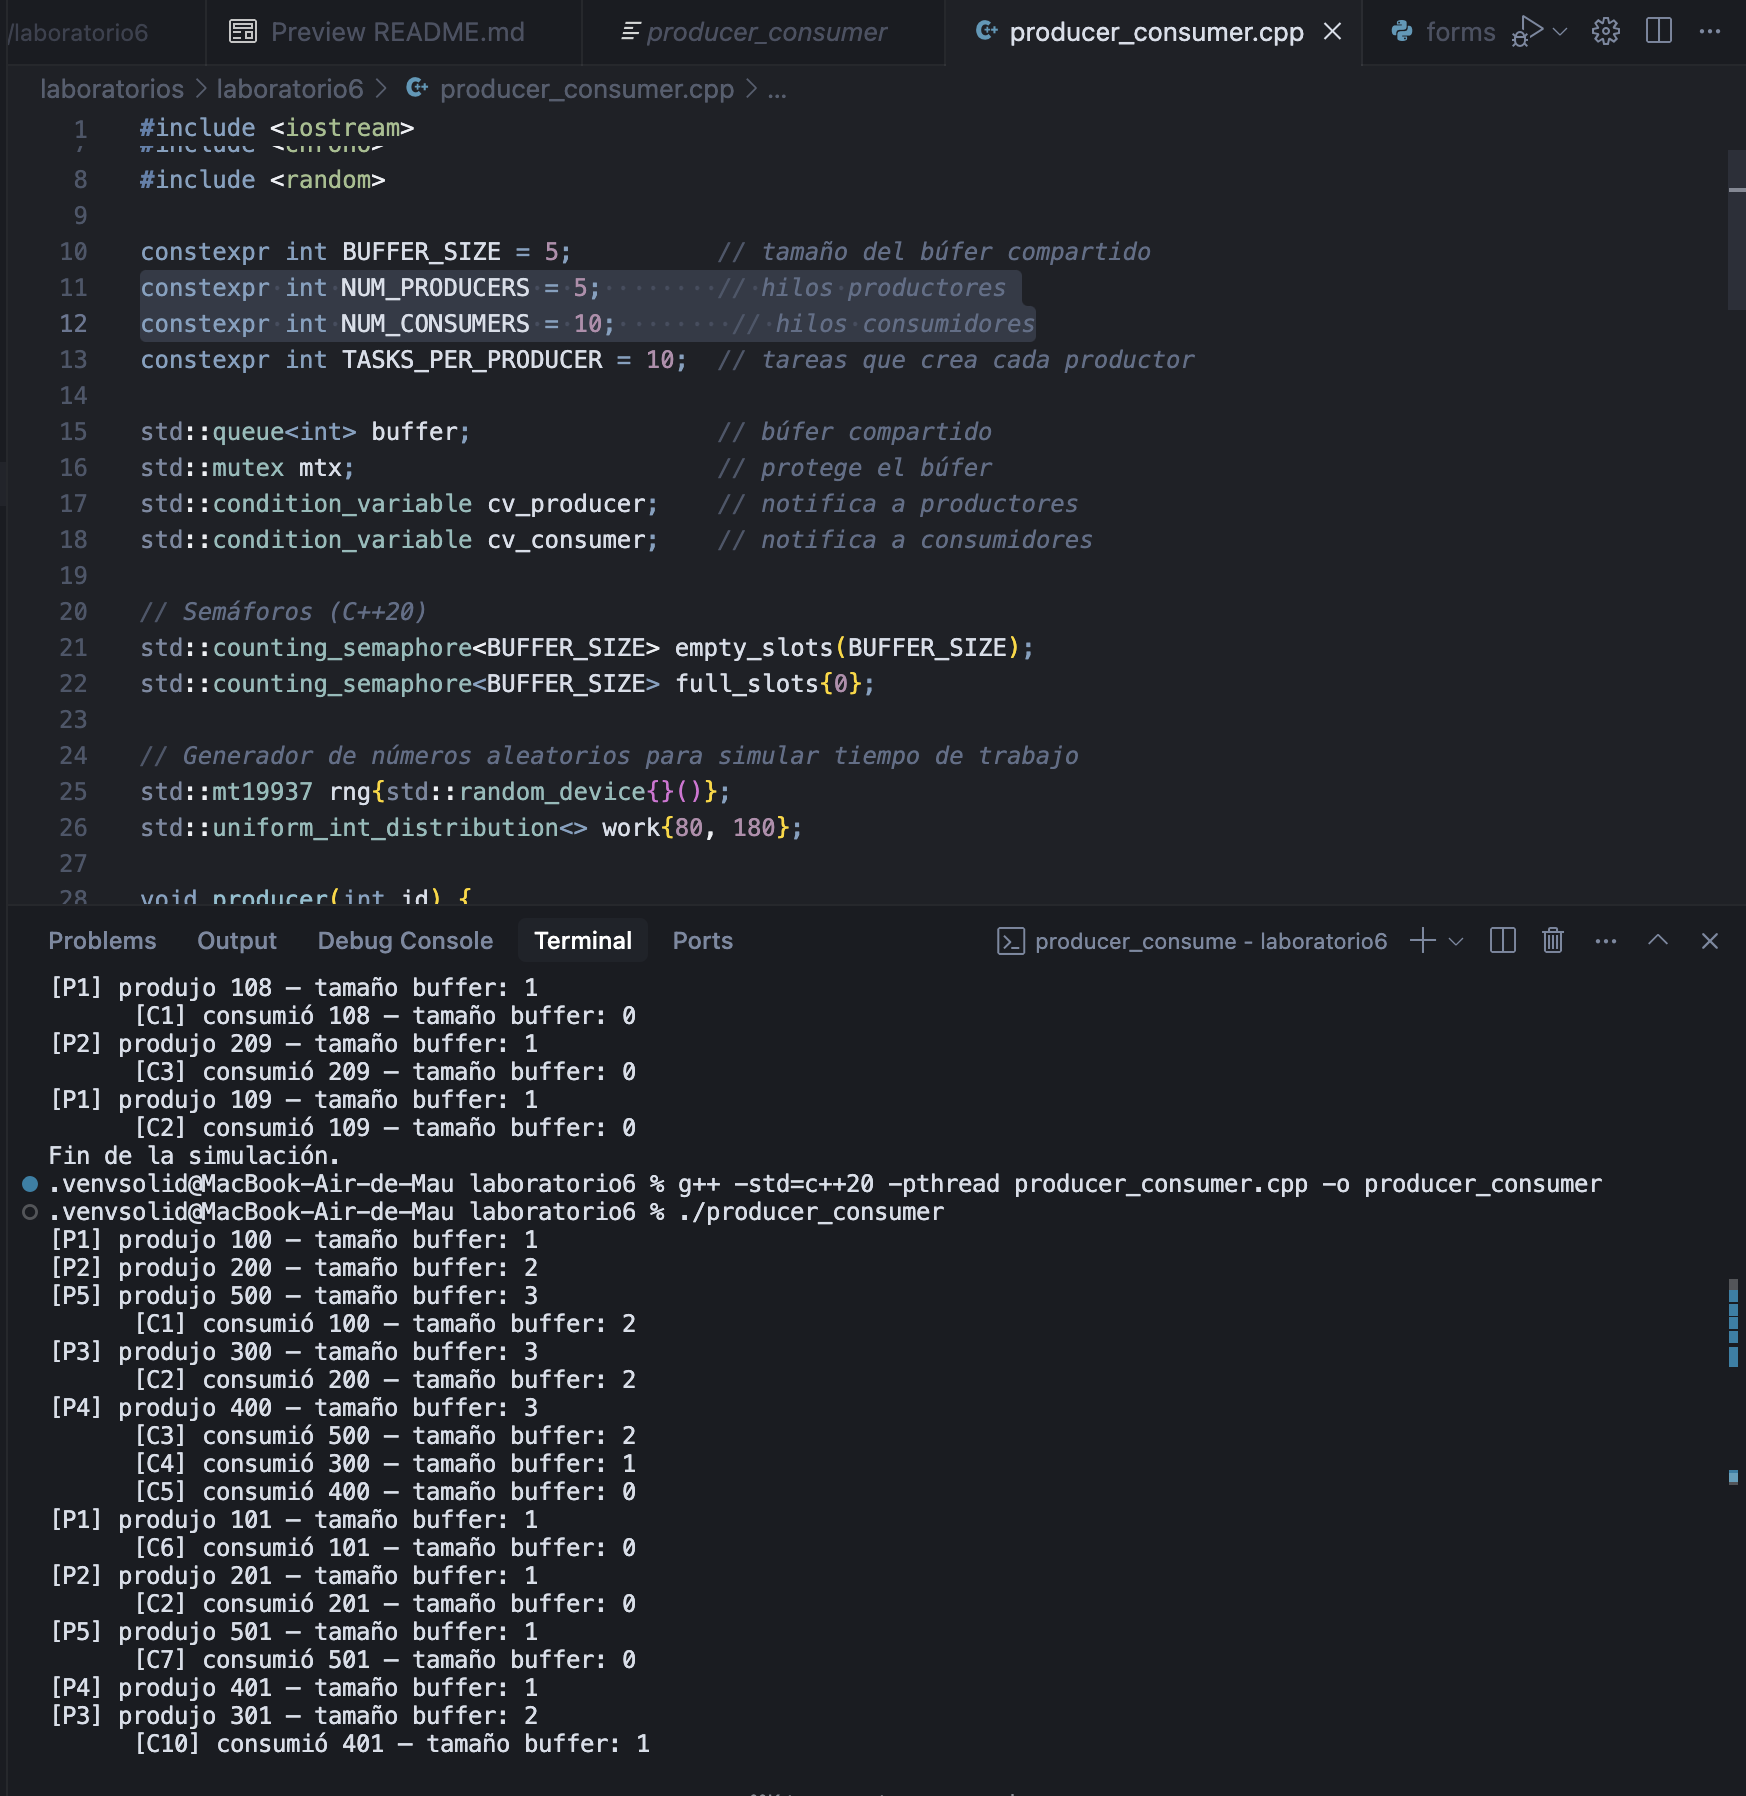 /laboratorio6 Preview README.md producer_consumer producer_consumer.cpp forms
laboratorios > laboratorio6 > producer_consumer.cpp > ...
1 #include <iostream>
7 #include <chrono>
8 #include <random>
9
10 constexpr int BUFFER_SIZE = 5; // tamaño del búfer compartido
11 constexpr int NUM_PRODUCERS = 5; // hilos productores
12 constexpr int NUM_CONSUMERS = 10; // hilos consumidores
13 constexpr int TASKS_PER_PRODUCER = 10; // tareas que crea cada productor
14
15 std::queue<int> buffer; // búfer compartido
16 std::mutex mtx; // protege el búfer
17 std::condition_variable cv_producer; // notifica a productores
18 std::condition_variable cv_consumer; // notifica a consumidores
19
20 // Semáforos (C++20)
21 std::counting_semaphore<BUFFER_SIZE> empty_slots(BUFFER_SIZE);
22 std::counting_semaphore<BUFFER_SIZE> full_slots{0};
23
24 // Generador de números aleatorios para simular tiempo de trabajo
25 std::mt19937 rng{std::random_device{}()};
26 std::uniform_int_distribution<> work{80, 180};
27
28 void producer(int id) {
Problems Output Debug Console Terminal Ports producer_consume - laboratorio6
[P1] produjo 108 — tamaño buffer: 1
[C1] consumió 108 — tamaño buffer: 0
[P2] produjo 209 — tamaño buffer: 1
[C3] consumió 209 — tamaño buffer: 0
[P1] produjo 109 — tamaño buffer: 1
[C2] consumió 109 — tamaño buffer: 0
Fin de la simulación.
.venvsolid@MacBook-Air-de-Mau laboratorio6 % g++ -std=c++20 -pthread producer_consumer.cpp -o producer_consumer
.venvsolid@MacBook-Air-de-Mau laboratorio6 % ./producer_consumer
[P1] produjo 100 — tamaño buffer: 1
[P2] produjo 200 — tamaño buffer: 2
[P5] produjo 500 — tamaño buffer: 3
[C1] consumió 100 — tamaño buffer: 2
[P3] produjo 300 — tamaño buffer: 3
[C2] consumió 200 — tamaño buffer: 2
[P4] produjo 400 — tamaño buffer: 3
[C3] consumió 500 — tamaño buffer: 2
[C4] consumió 300 — tamaño buffer: 1
[C5] consumió 400 — tamaño buffer: 0
[P1] produjo 101 — tamaño buffer: 1
[C6] consumió 101 — tamaño buffer: 0
[P2] produjo 201 — tamaño buffer: 1
[C2] consumió 201 — tamaño buffer: 0
[P5] produjo 501 — tamaño buffer: 1
[C7] consumió 501 — tamaño buffer: 0
[P4] produjo 401 — tamaño buffer: 1
[P3] produjo 301 — tamaño buffer: 2
[C10] consumió 401 — tamaño buffer: 1